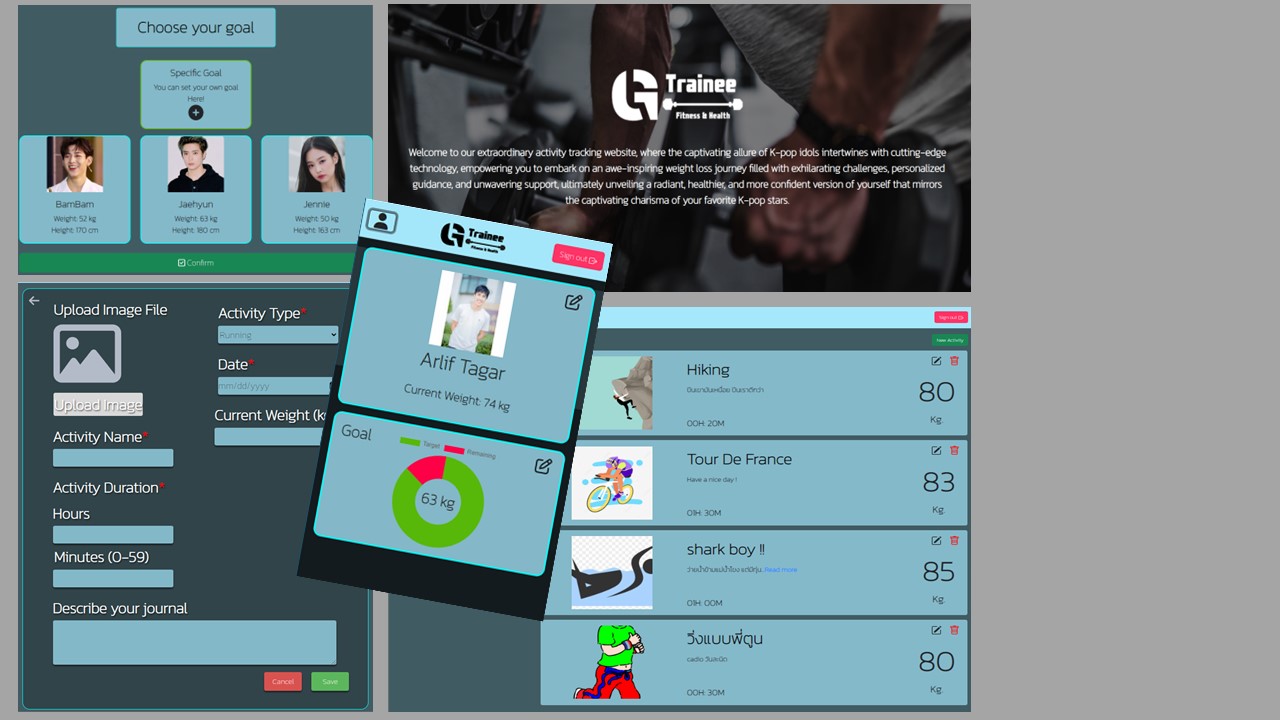 Choose your goal
Specific Goal
You can set your own goal
Here!
BamBam
Weight: 52 kg
Height: 170 cm
Jaehyun
Weight: 63 kg
Height: 180 cm
Jennie
Weight: 50 kg
Height: 163 cm
Confirm
G Trainee
Fitness & Health
Welcome to our extraordinary activity tracking website, where the captivating allure of K-pop idols intertwines with cutting-edge
technology, empowering you to embark on an awe-inspiring weight loss journey filled with exhilarating challenges, personalized
guidance, and unwavering support, ultimately unveiling a radiant, healthier, and more confident version of yourself that mirrors
the captivating charisma of your favorite K-pop stars.
Upload Image File
Upload Image
Activity Name*
Activity Duration*
Hours
Minutes (0-59)
Describe your journal
Activity Type*
Running
Date*
mm/dd/yyyy
Current Weight (k
Cancel
Save
G Trainee
Fitness & Health
Sign out
Arlif Tagar
Current Weight: 74 kg
Goal
Target
Remaining
63 kg
Sign out
New Activity
Hiking
00H: 20M
80
Kg.
Tour De France
Have a nice day !
01H: 30M
83
Kg.
shark boy !!
Read more
01H: 00M
85
Kg.
วิ่งแบบพี่ตูน
00H: 30M
80
Kg.